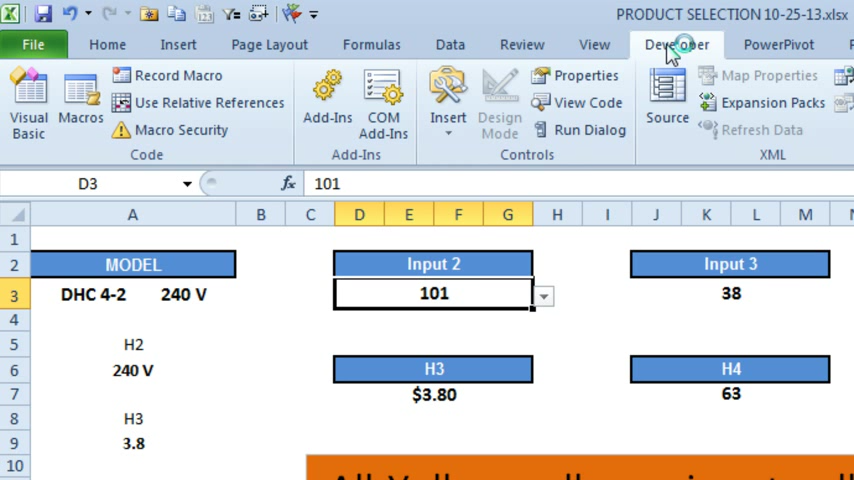 PRODUCT SELECTION 10-25-13.xlsx
File Home Insert Page Layout Formulas Data Review View Developer PowerPivot
Visual Basic
Macros
Record Macro
Use Relative References
Macro Security
Code
Add-Ins
COM Add-Ins
Add-Ins
Insert
Design Mode
Properties
View Code
Run Dialog
Controls
Source
Map Properties
Expansion Packs
Refresh Data
XML
D3 fx 101
A B C D E F G H I J K L M
1
2 MODEL Input 2 Input 3
3 DHC 4-2 240 V 101 38
4
5 H2
6 240 V H3 H4
7 $3.80 63
8 H3
9 3.8
10